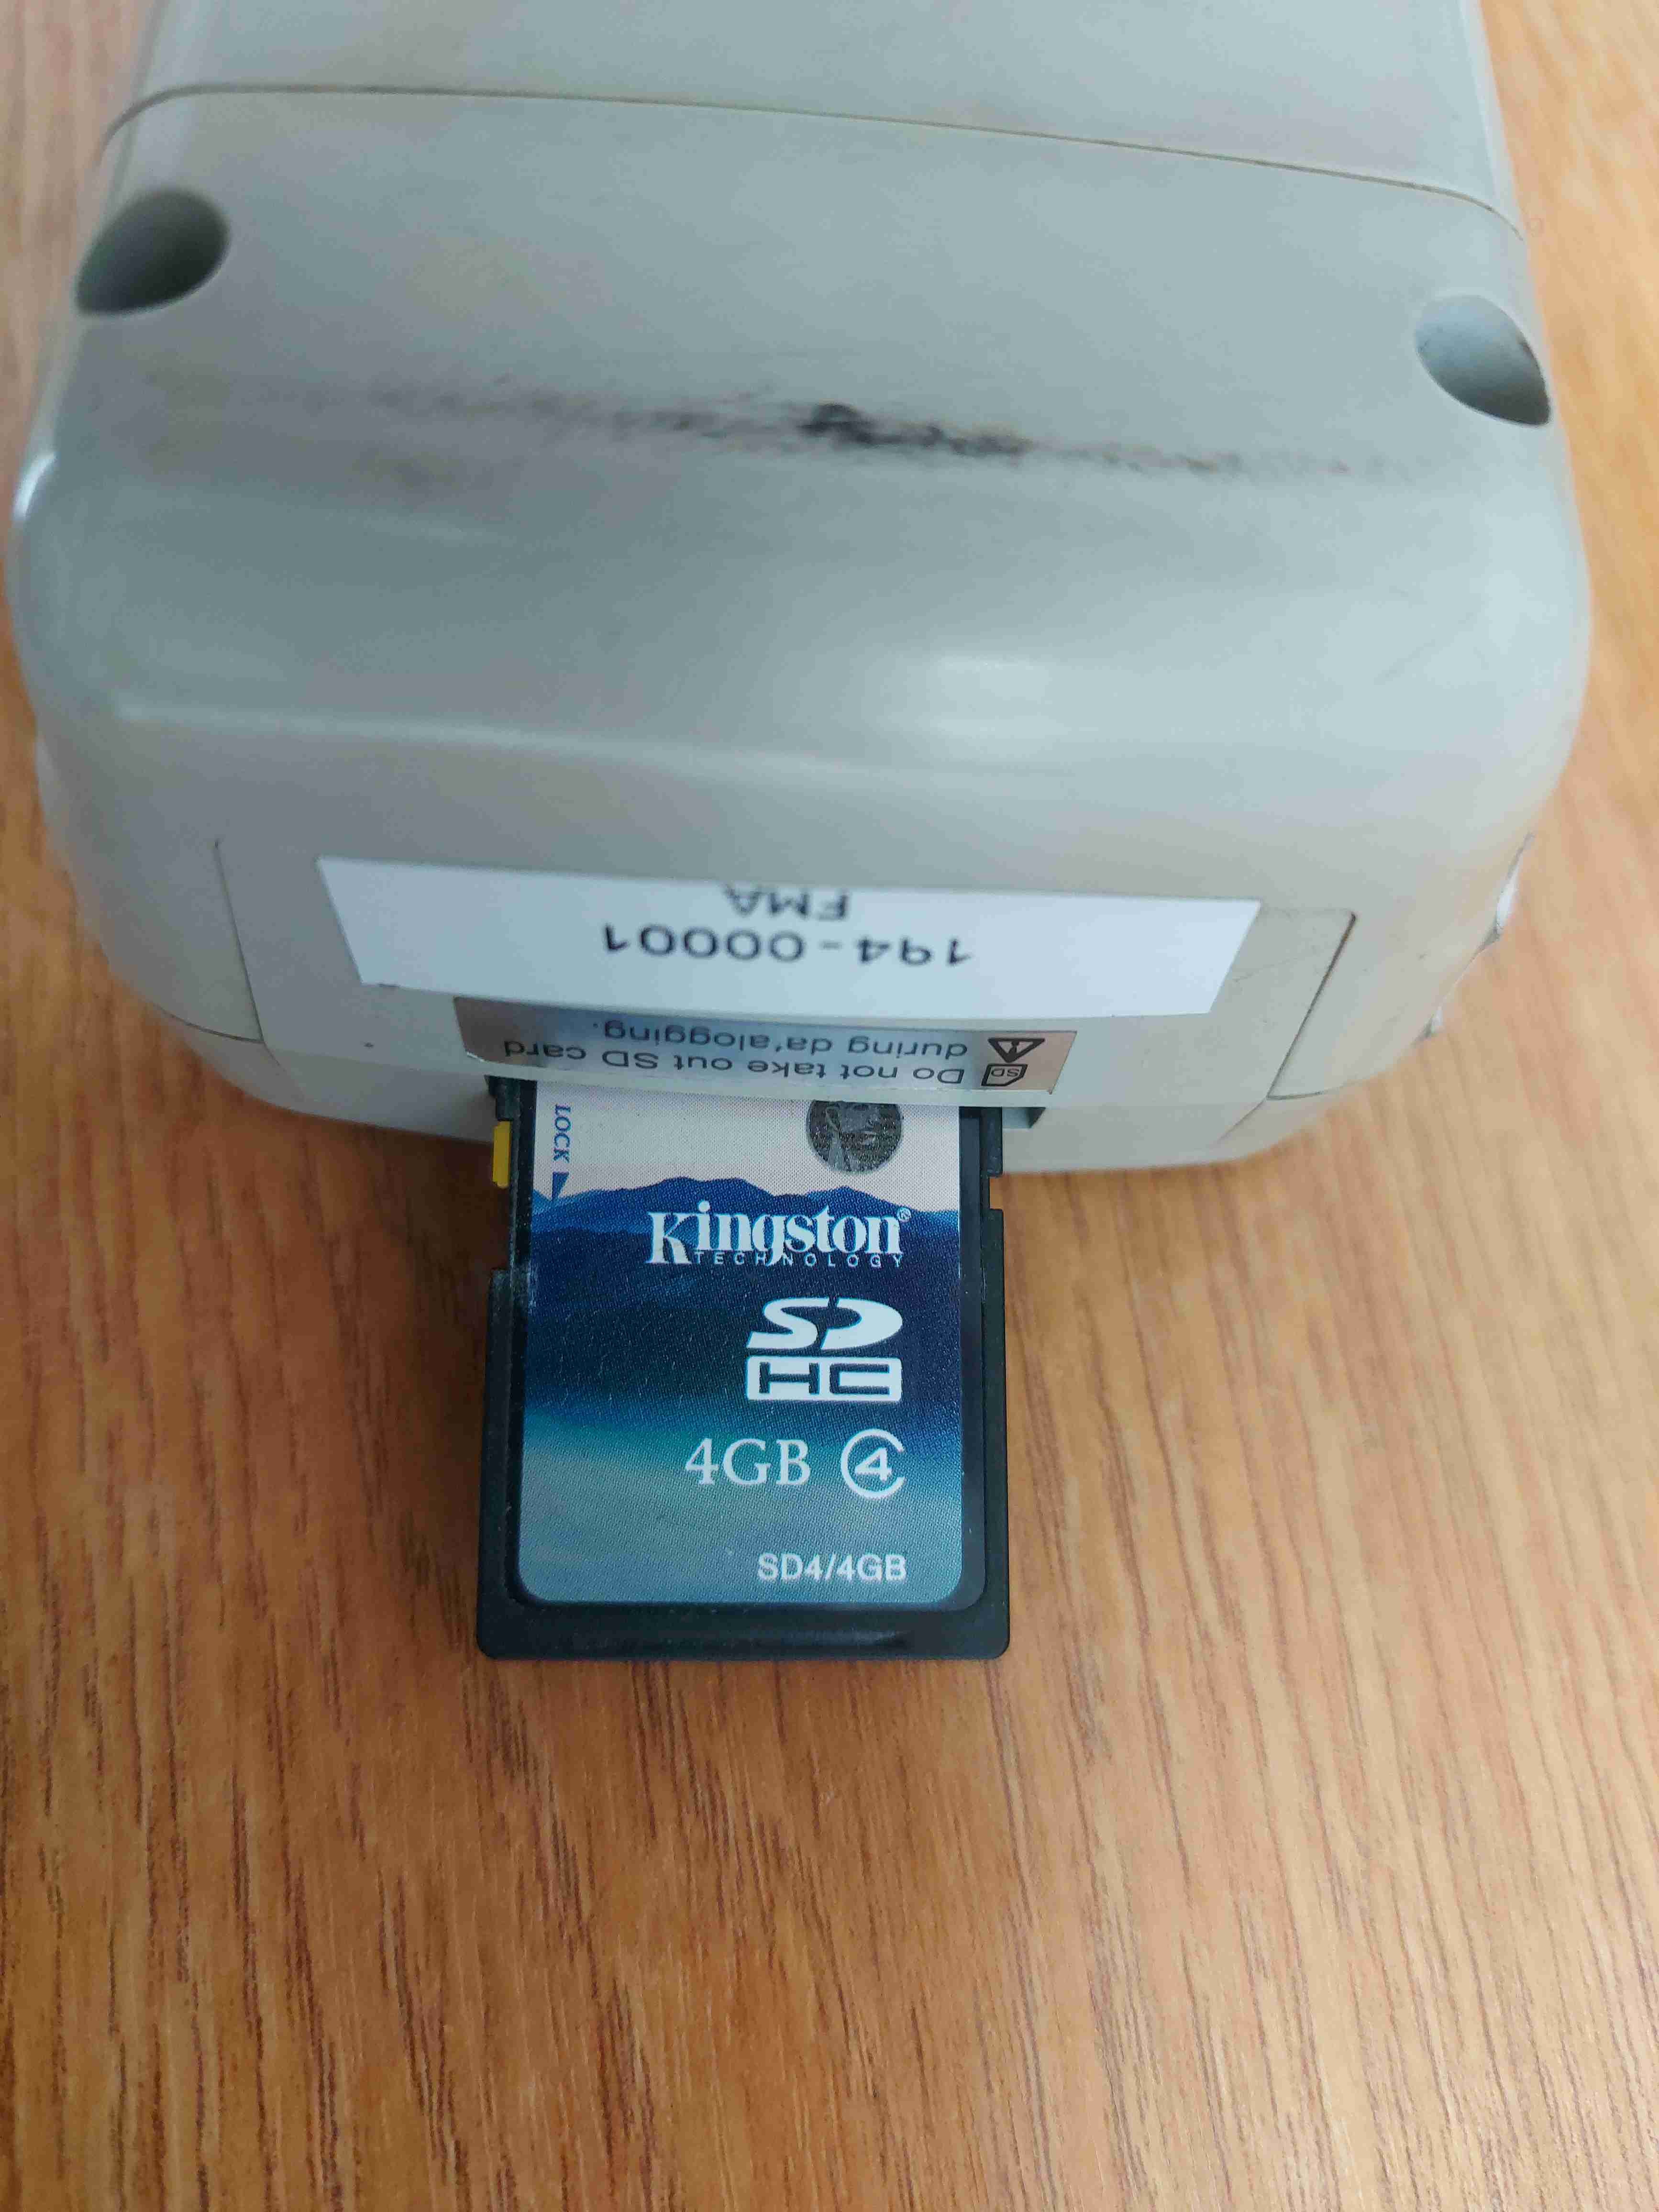 194-00001
FMA
SD
Do not take out SD card
during da'alogging.
LOCK
Kingston®
TECHNOLOGY
SD
HC
4GB 4
SD4/4GB